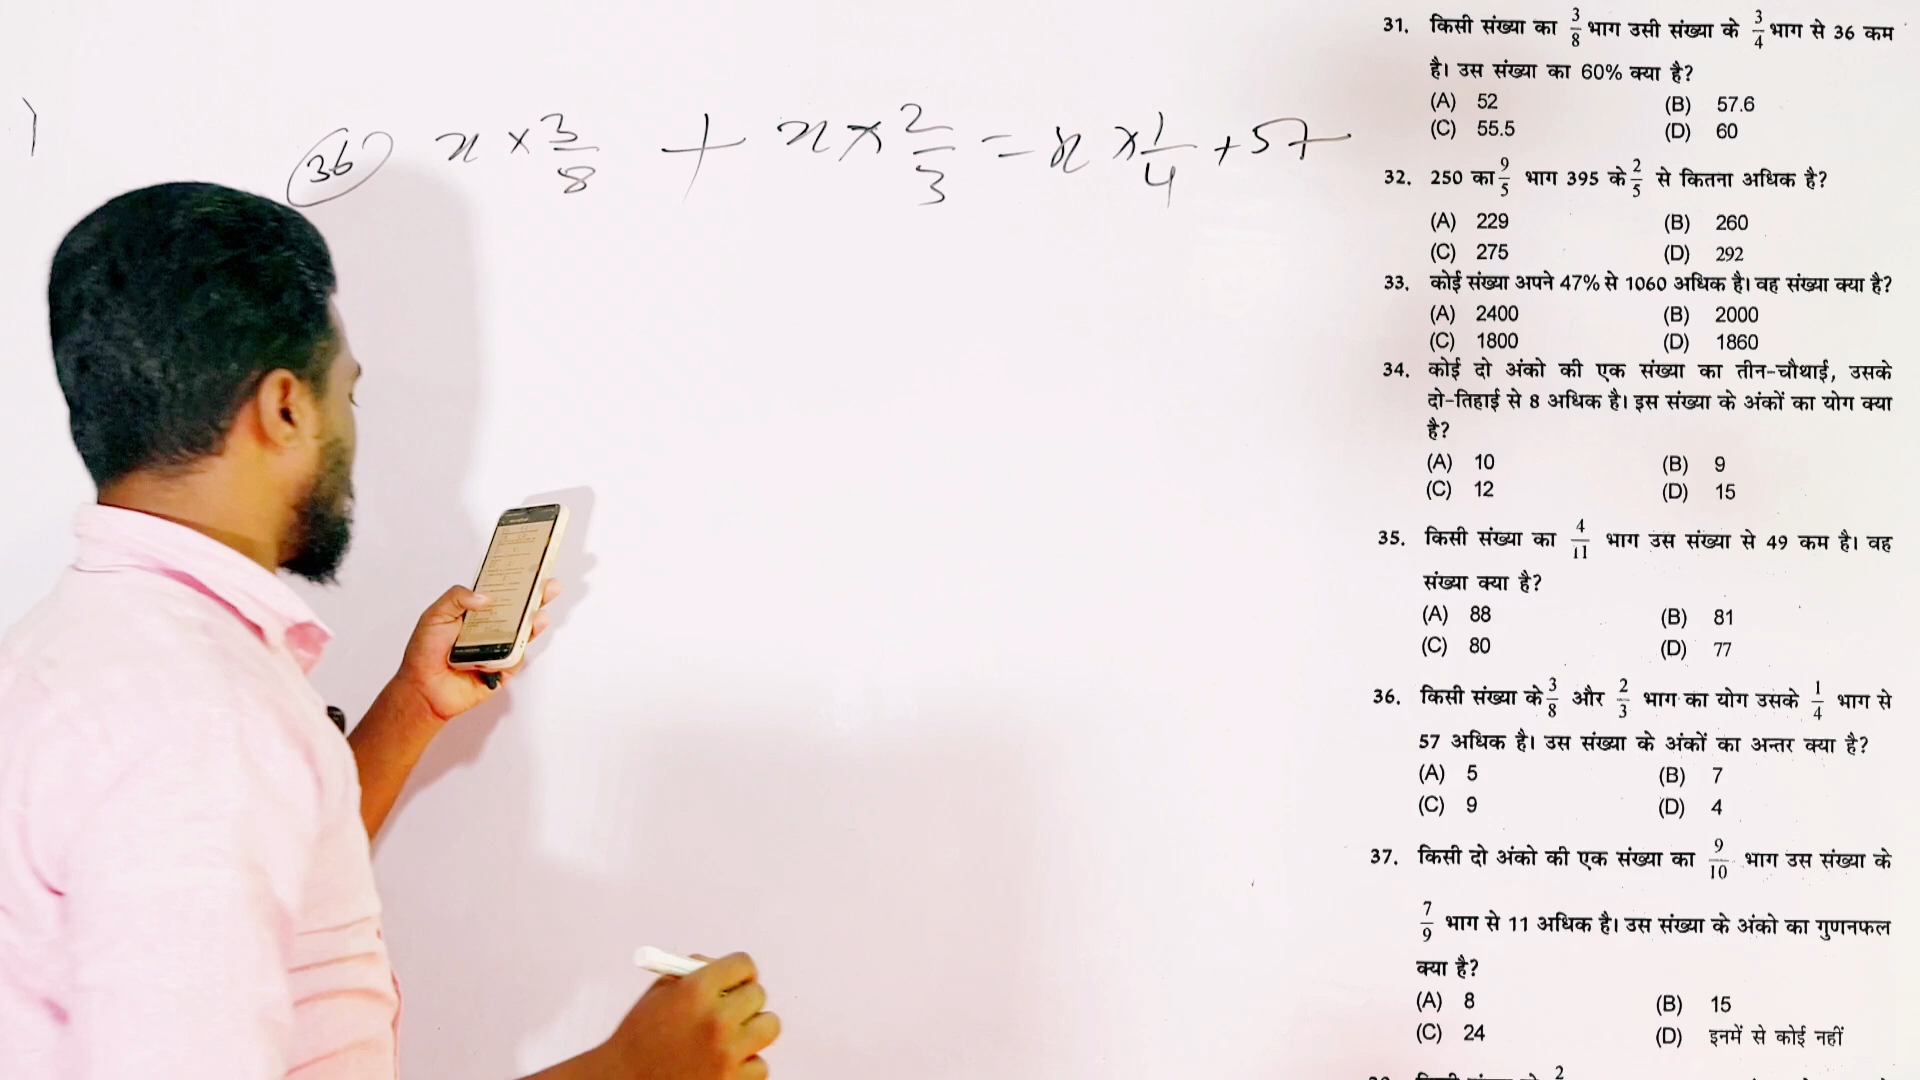 (36) x × 3/8 + x × 2/3 = x × 1/4 + 57
31. किसी संख्या का 3/8 भाग उसी संख्या के 3/4 भाग से 36 कम
है। उस संख्या का 60% क्या है?
(A) 52 (B) 57.6
(C) 55.5 (D) 60
32. 250 का 9/5 भाग 395 के 2/5 से कितना अधिक है?
(A) 229 (B) 260
(C) 275 (D) 292
33. कोई संख्या अपने 47% से 1060 अधिक है। वह संख्या क्या है?
(A) 2400 (B) 2000
(C) 1800 (D) 1860
34. कोई दो अंको की एक संख्या का तीन-चौथाई, उसके
दो-तिहाई से 8 अधिक है। इस संख्या के अंकों का योग क्या
है?
(A) 10 (B) 9
(C) 12 (D) 15
35. किसी संख्या का 4/11 भाग उस संख्या से 49 कम है। वह
संख्या क्या है?
(A) 88 (B) 81
(C) 80 (D) 77
36. किसी संख्या के 3/8 और 2/3 भाग का योग उसके 1/4 भाग से
57 अधिक है। उस संख्या के अंकों का अन्तर क्या है?
(A) 5 (B) 7
(C) 9 (D) 4
37. किसी दो अंको की एक संख्या का 9/10 भाग उस संख्या के
7/9 भाग से 11 अधिक है। उस संख्या के अंको का गुणनफल
क्या है?
(A) 8 (B) 15
(C) 24 (D) इनमें से कोई नहीं